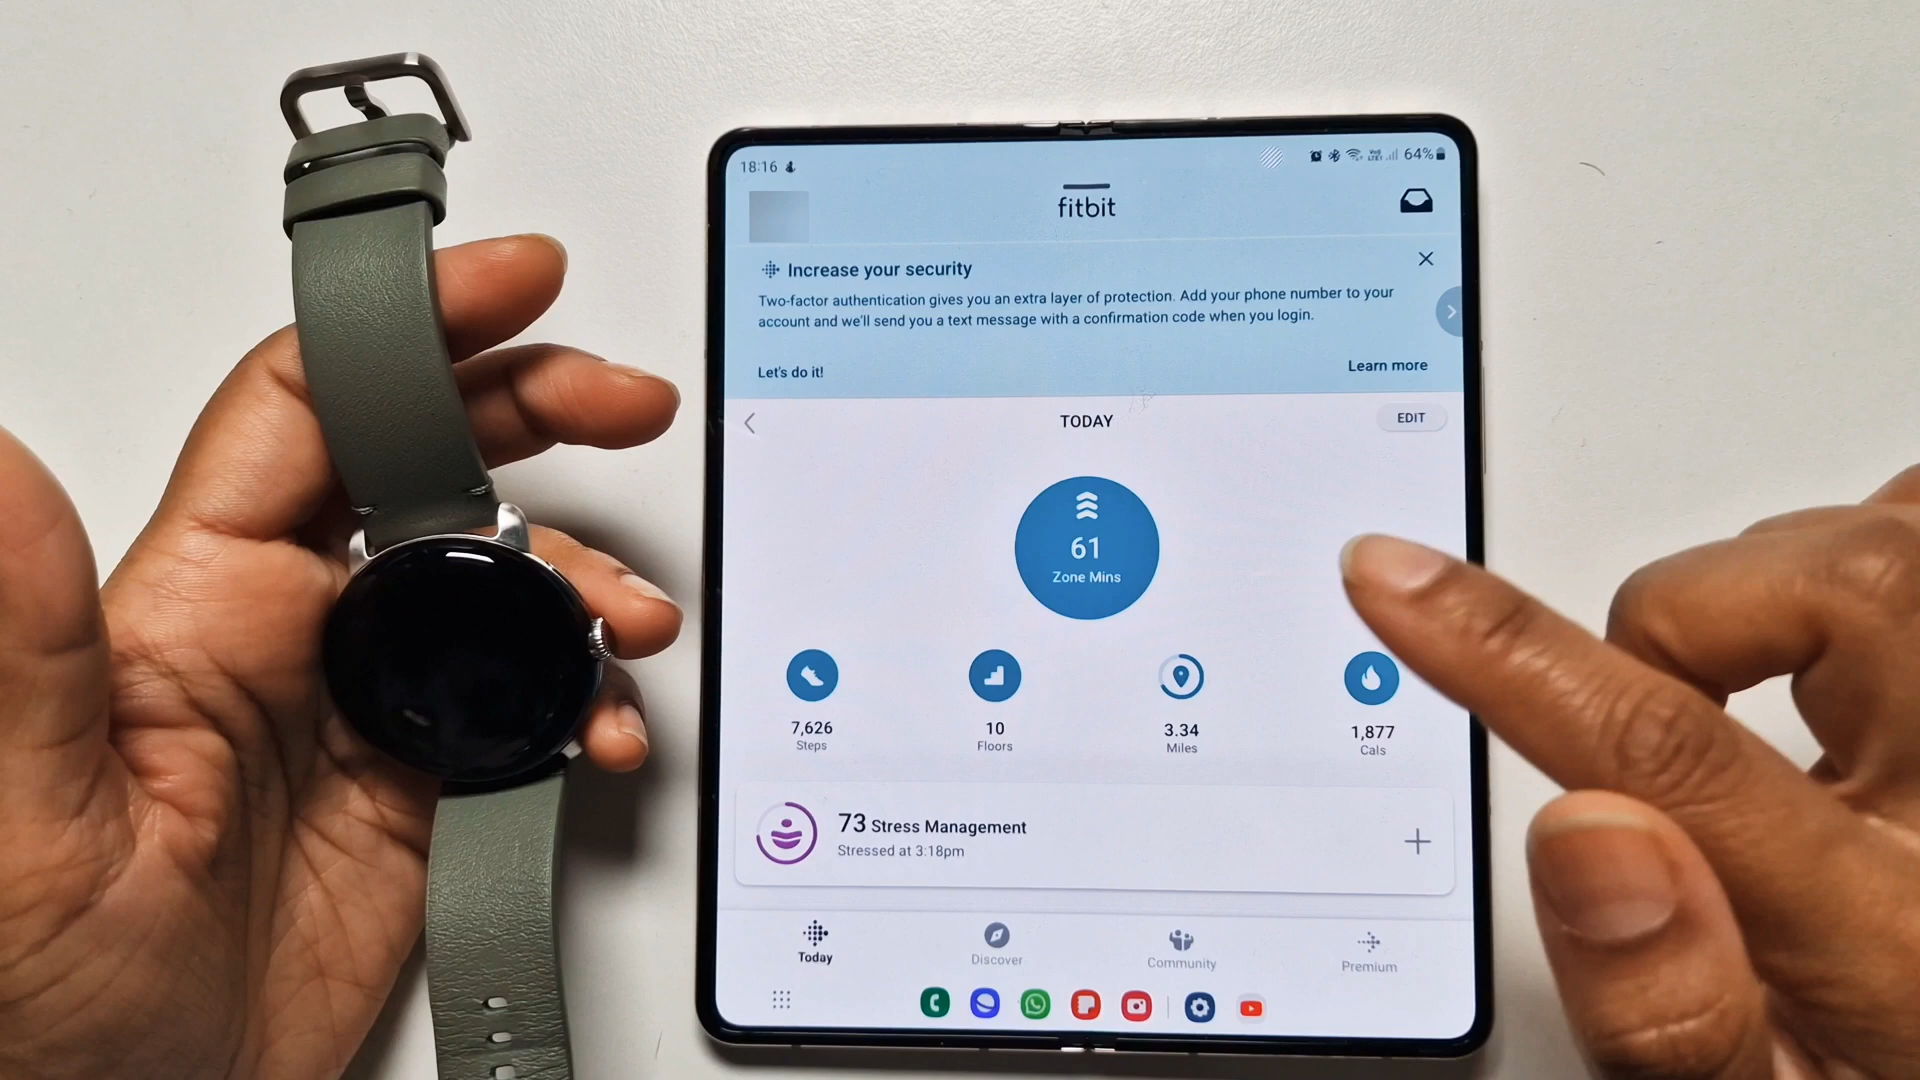 18:16
64%
fitbit
Increase your security
Two-factor authentication gives you an extra layer of protection. Add your phone number to your
account and we'll send you a text message with a confirmation code when you login.
Let's do it!
Learn more
TODAY
EDIT
61
Zone Mins
7,626
Steps
10
Floors
3.34
Miles
1,877
Cals
73 Stress Management
Stressed at 3:18pm
Today
Discover
Community
Premium